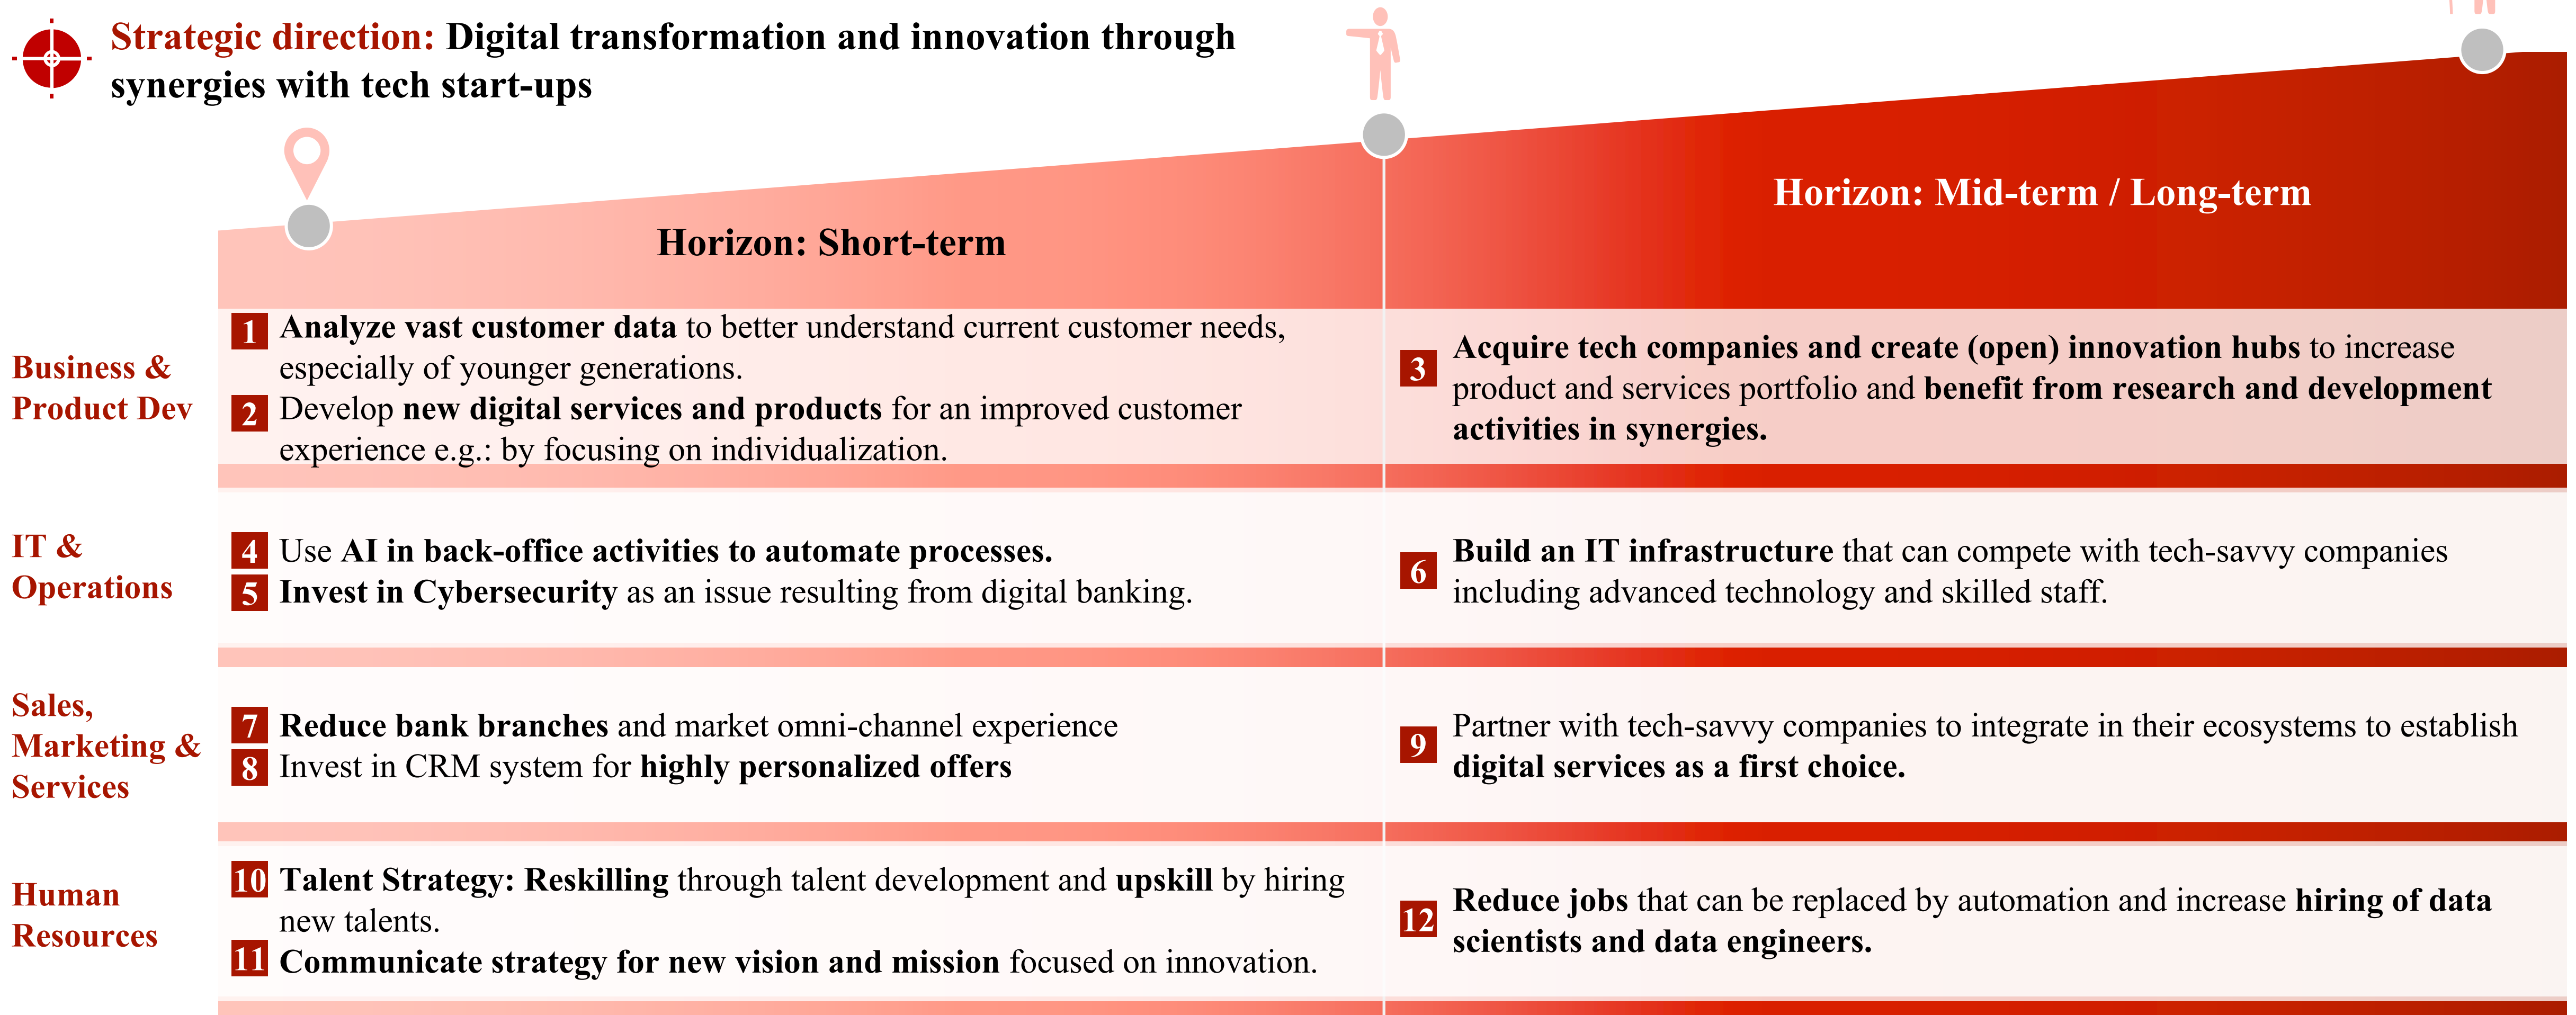 Strategic direction: Digital transformation and innovation through
synergies with tech start-ups
Horizon: Short-term
Horizon: Mid-term / Long-term
Business &
Product Dev
1 Analyze vast customer data to better understand current customer needs,
especially of younger generations.
2 Develop new digital services and products for an improved customer
experience e.g.: by focusing on individualization.
3 Acquire tech companies and create (open) innovation hubs to increase
product and services portfolio and benefit from research and development
activities in synergies.
IT &
Operations
4 Use AI in back-office activities to automate processes.
5 Invest in Cybersecurity as an issue resulting from digital banking.
6 Build an IT infrastructure that can compete with tech-savvy companies
including advanced technology and skilled staff.
Sales,
Marketing &
Services
7 Reduce bank branches and market omni-channel experience
8 Invest in CRM system for highly personalized offers
9 Partner with tech-savvy companies to integrate in their ecosystems to establish
digital services as a first choice.
Human
Resources
10 Talent Strategy: Reskilling through talent development and upskill by hiring
new talents.
11 Communicate strategy for new vision and mission focused on innovation.
12 Reduce jobs that can be replaced by automation and increase hiring of data
scientists and data engineers.